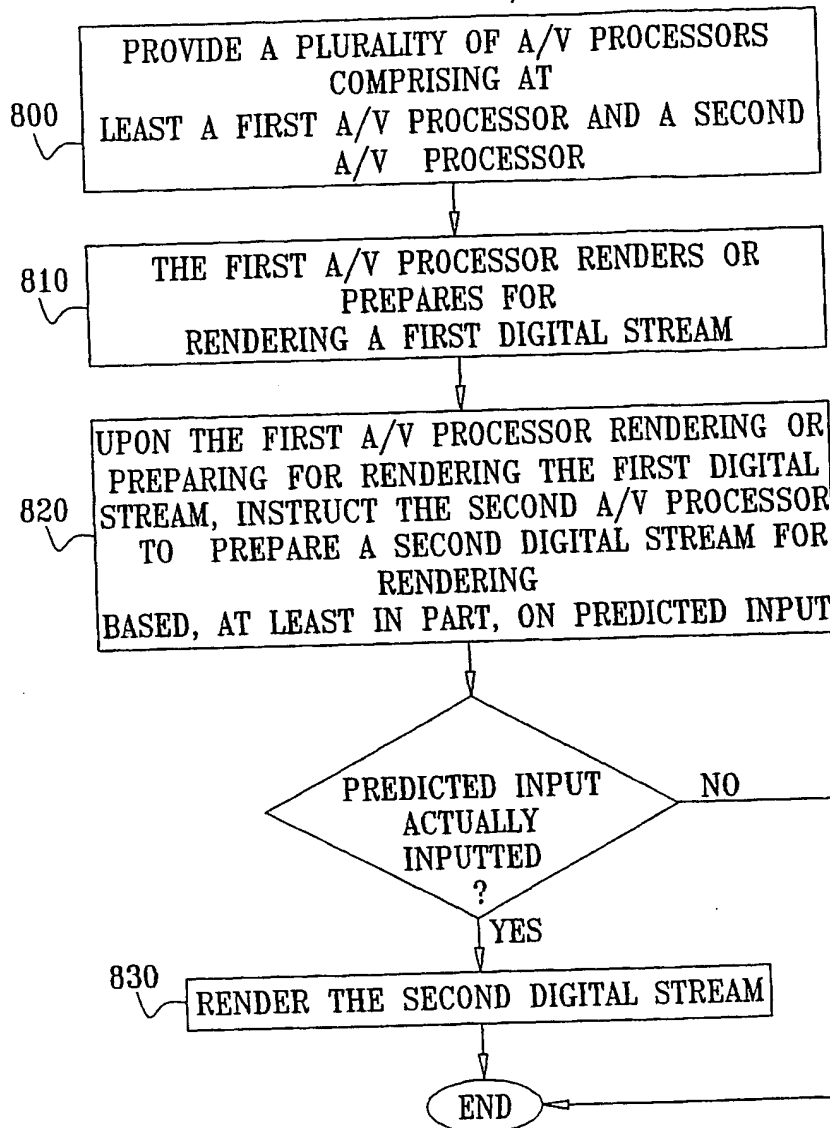 PROVIDE A PLURALITY OF A/V PROCESSORS
COMPRISING AT
800
LEAST A FIRST A/V PROCESSOR AND A SECOND
A/V PROCESSOR
810
THE FIRST A/V PROCESSOR RENDERS OR
PREPARES FOR
RENDERING A FIRST DIGITAL STREAM
UPON THE FIRST A/V PROCESSOR RENDERING OR
PREPARING FOR RENDERING THE FIRST DIGITAL
820
STREAM, INSTRUCT THE SECOND A/V PROCESSOR
TO PREPARE A SECOND DIGITAL STREAM FOR
RENDERING
BASED, AT LEAST IN PART, ON PREDICTED INPUT
PREDICTED INPUT
ACTUALLY
INPUTTED
?
NO
YES
830
RENDER THE SECOND DIGITAL STREAM
END